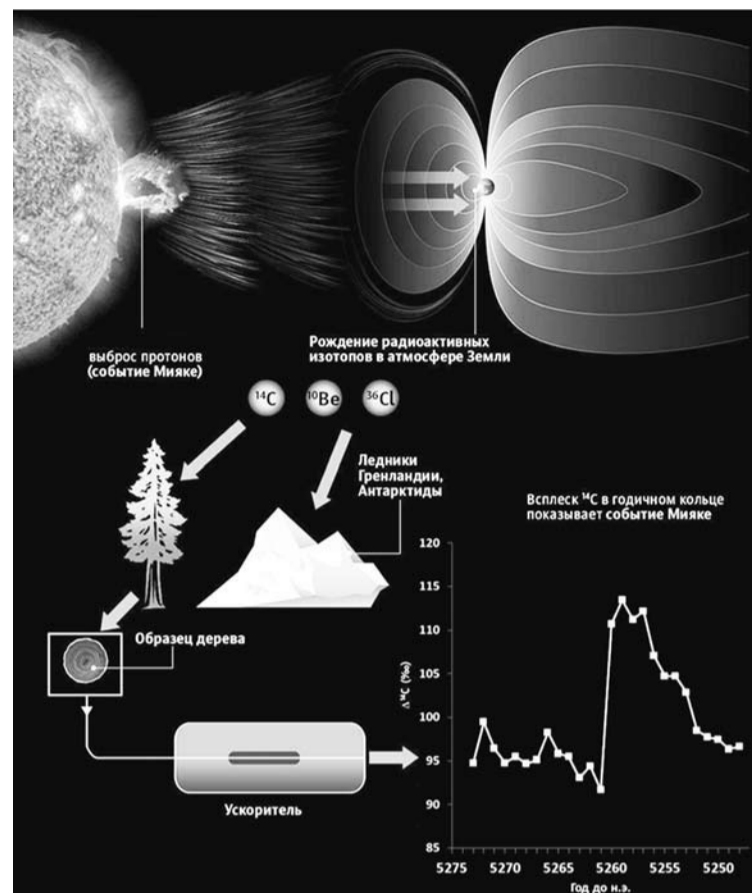 выброс протонов
(событие Мияке)
Рождение радиоактивных
изотопов в атмосфере Земли
¹⁴C
¹⁰Be
³⁶Cl
Ледники
Гренландии,
Антарктиды
Образец дерева
Ускоритель
Всплеск ¹⁴C в годичном кольце
показывает событие Мияке
120
115
110
105
100
95
90
85
Δ¹⁴C (‰)
5275 5270 5265 5260 5255 5250
Год до н.э.